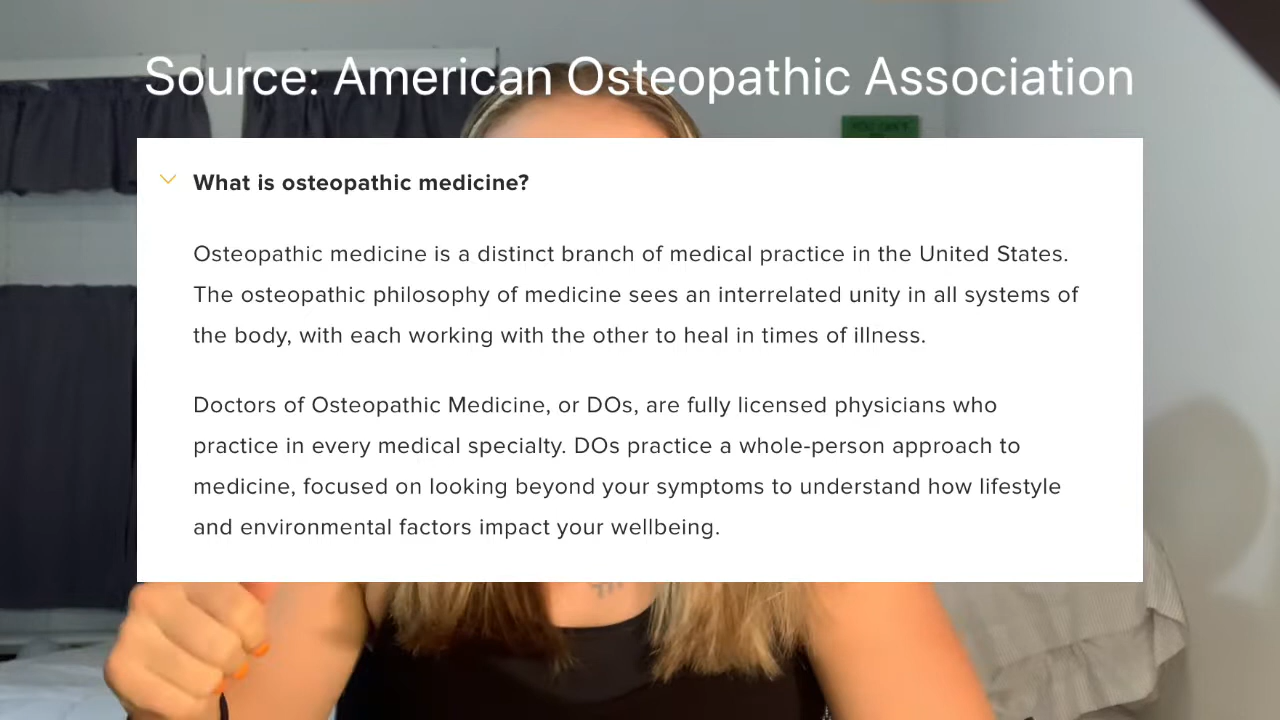 Source: American Osteopathic Association
What is osteopathic medicine?
Osteopathic medicine is a distinct branch of medical practice in the United States.
The osteopathic philosophy of medicine sees an interrelated unity in all systems of
the body, with each working with the other to heal in times of illness.
Doctors of Osteopathic Medicine, or DOs, are fully licensed physicians who
practice in every medical specialty. DOs practice a whole-person approach to
medicine, focused on looking beyond your symptoms to understand how lifestyle
and environmental factors impact your wellbeing.